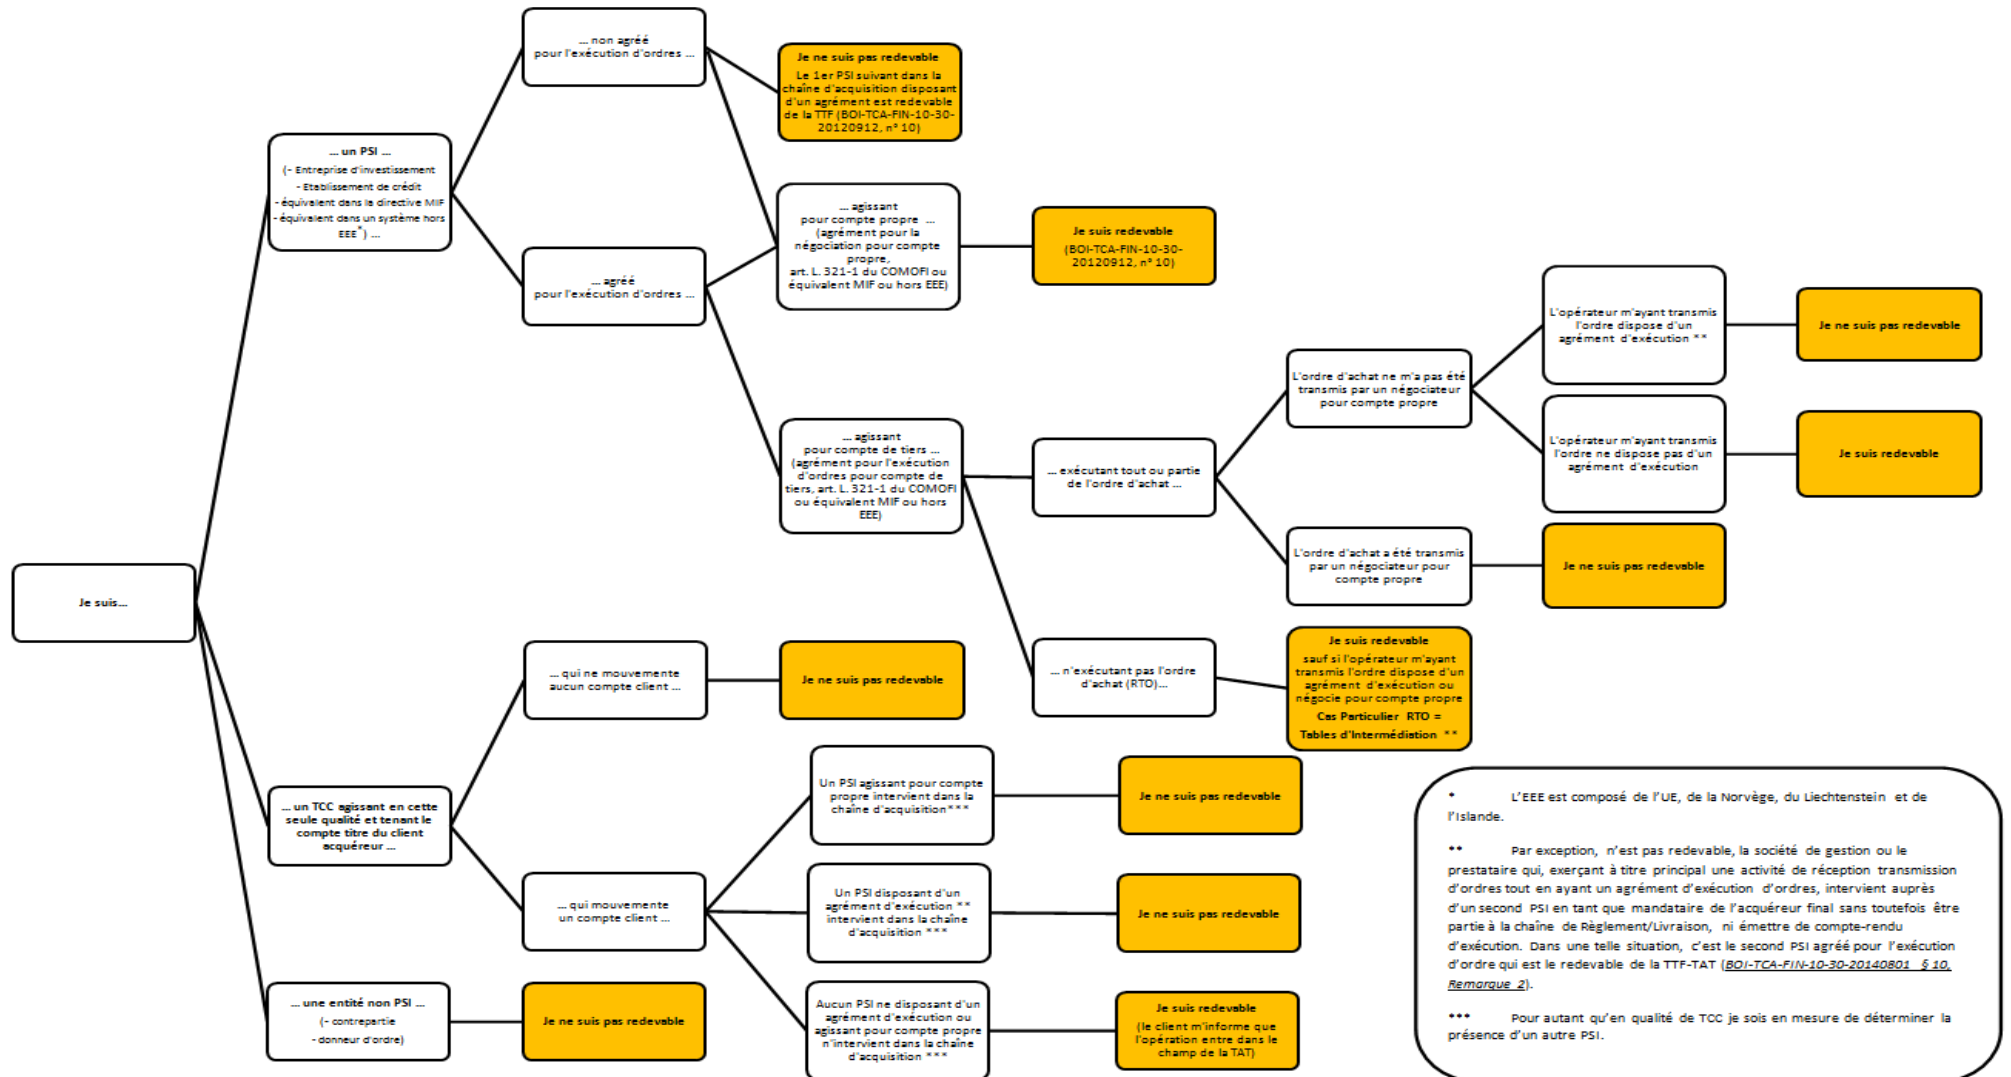 Je suis...
... un PSI ...
(- Entreprise d'investissement
- Etablissement de crédit
- équivalent dans la directive MIF
- équivalent dans un système hors
EEE*) ...
... non agréé
pour l'exécution d'ordres ...
Je ne suis pas redevable
Le 1er PSI suivant dans la
chaîne d'acquisition disposant
d'un agrément est redevable
de la TTF (BOI-TCA-FIN-10-30-
20120912, n° 10)
... agréé
pour l'exécution d'ordres ...
... agissant
pour compte propre ...
(agrément pour la
négociation pour compte
propre,
art. L. 321-1 du COMOFI ou
équivalent MIF ou hors EEE)
Je suis redevable
(BOI-TCA-FIN-10-30-
20120912, n° 10)
... agissant
pour compte de tiers ...
(agrément pour l'exécution
d'ordres pour compte de
tiers, art. L. 321-1 du COMOFI
ou équivalent MIF ou hors
EEE)
... exécutant tout ou partie
de l'ordre d'achat ...
L'ordre d'achat ne m'a pas été
transmis par un négociateur
pour compte propre
L'opérateur m'ayant transmis
l'ordre dispose d'un
agrément d'exécution **
Je ne suis pas redevable
L'opérateur m'ayant transmis
l'ordre ne dispose pas d'un
agrément d'exécution
Je suis redevable
L'ordre d'achat a été transmis
par un négociateur pour
compte propre
Je ne suis pas redevable
... n'exécutant pas l'ordre
d'achat (RTO)...
Je suis redevable
sauf si l'opérateur m'ayant
transmis l'ordre dispose d'un
agrément d'exécution ou
négocie pour compte propre
Cas Particulier RTO =
Tables d'Intermédiation **
... un TCC agissant en cette
seule qualité et tenant le
compte titre du client
acquéreur ...
... qui ne mouvemente
aucun compte client ...
Je ne suis pas redevable
... qui mouvemente
un compte client ...
Un PSI agissant pour compte
propre intervient dans la
chaîne d'acquisition***
Je ne suis pas redevable
Un PSI disposant d'un
agrément d'exécution **
intervient dans la chaîne
d'acquisition ***
Je ne suis pas redevable
Aucun PSI ne disposant d'un
agrément d'exécution ou
agissant pour compte propre
n'intervient dans la chaîne
d'acquisition ***
Je suis redevable
(le client m'informe que
l'opération entre dans le
champ de la TAT)
... une entité non PSI ...
(- contrepartie
- donneur d'ordre)
Je ne suis pas redevable
* L'EEE est composé de l'UE, de la Norvège, du Liechtenstein et de
l'Islande.
** Par exception, n'est pas redevable, la société de gestion ou le
prestataire qui, exerçant à titre principal une activité de réception transmission
d'ordres tout en ayant un agrément d'exécution d'ordres, intervient auprès
d'un second PSI en tant que mandataire de l'acquéreur final sans toutefois être
partie à la chaîne de Règlement/Livraison, ni émettre de compte-rendu
d'exécution. Dans une telle situation, c'est le second PSI agréé pour l'exécution
d'ordre qui est le redevable de la TTF-TAT (BOI-TCA-FIN-10-30-20140801 § 10,
Remarque 2).
*** Pour autant qu'en qualité de TCC je sois en mesure de déterminer la
présence d'un autre PSI.